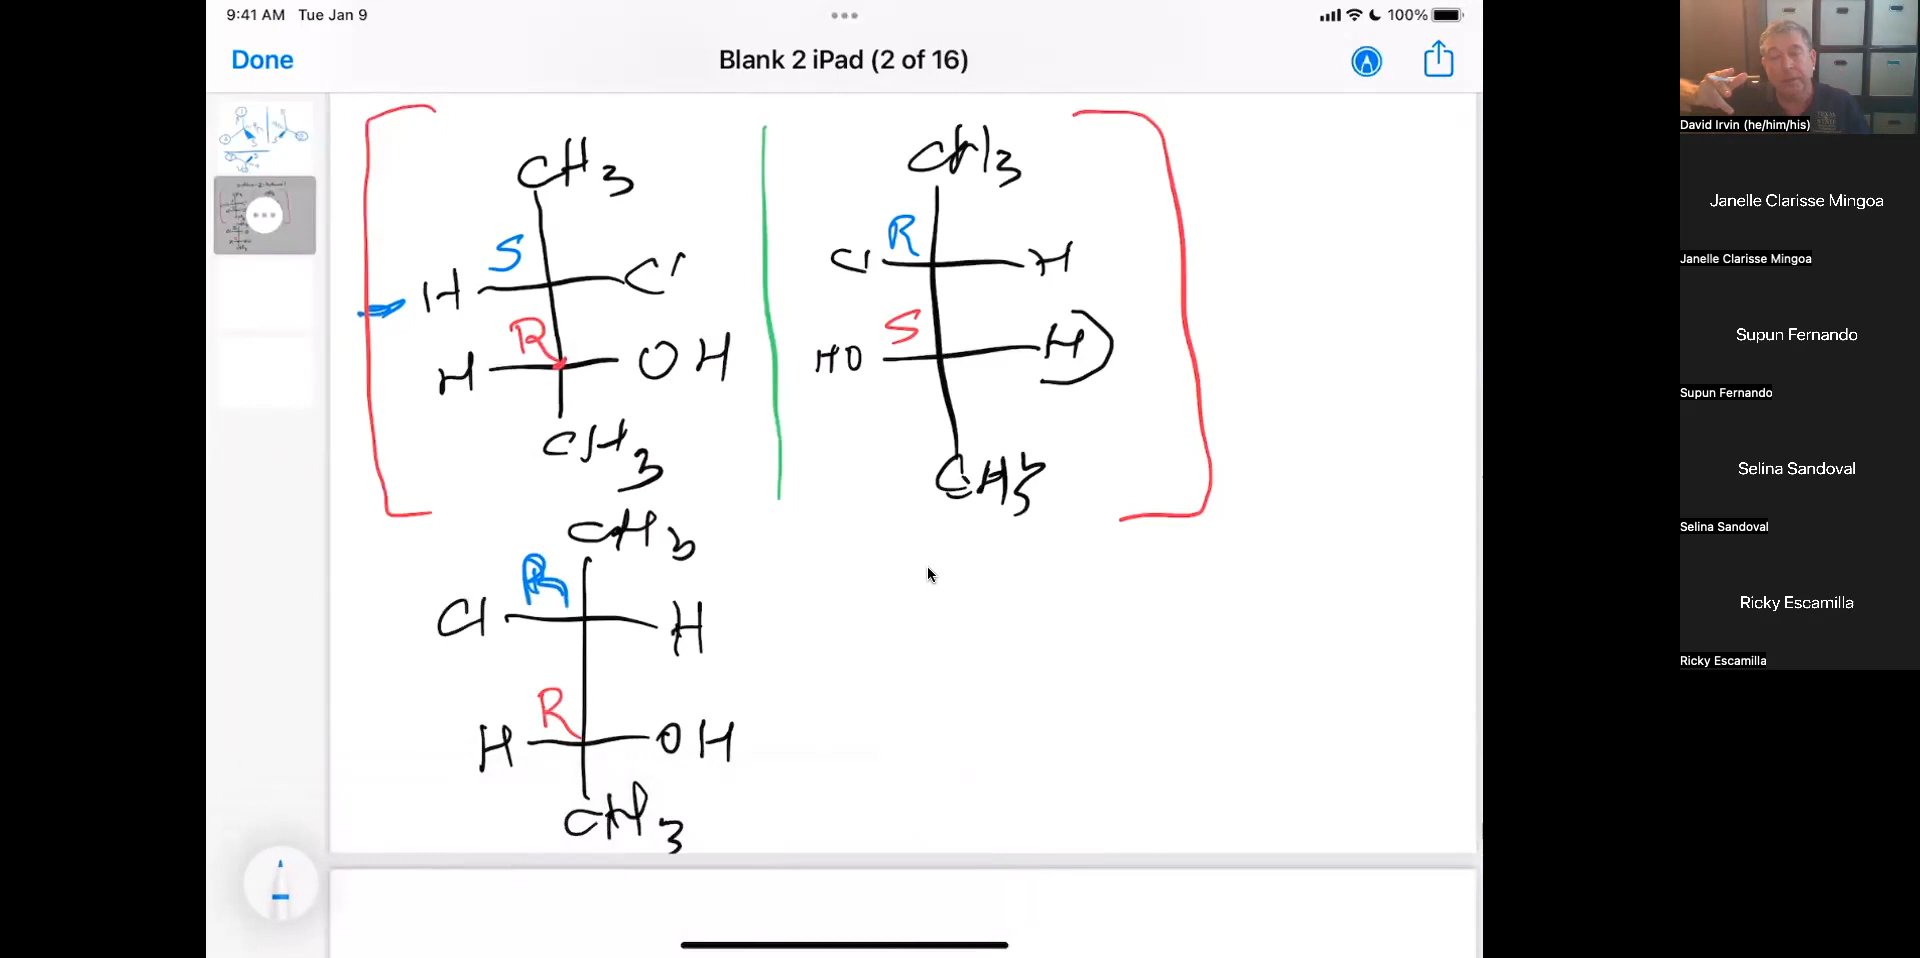 9:41 AM Tue Jan 9
100%
Done
Blank 2 iPad (2 of 16)
CH3
CH3
S
R
H
Cl
Cl
H
R
S
H
OH
HO
H
CH3
CH3
CH3
R
Cl
H
R
H
OH
CH3
David Irvin (he/him/his)
Janelle Clarisse Mingoa
Janelle Clarisse Mingoa
Supun Fernando
Supun Fernando
Selina Sandoval
Selina Sandoval
Ricky Escamilla
Ricky Escamilla